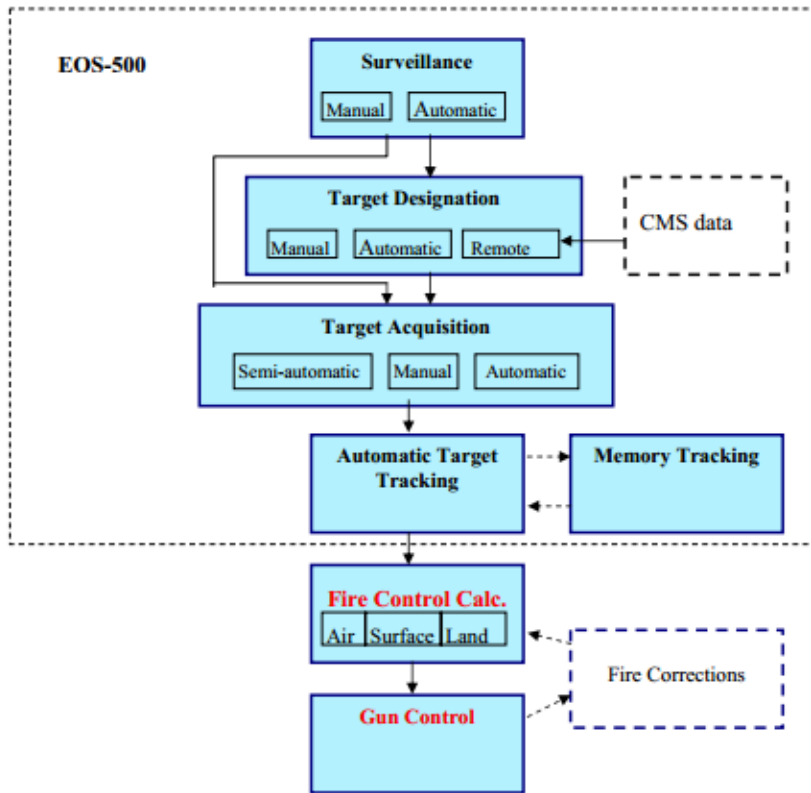 EOS-500
Surveillance
Manual Automatic
Target Designation
Manual Automatic Remote
CMS data
Target Acquisition
Semi-automatic Manual Automatic
Automatic Target
Tracking
Memory Tracking
Fire Control Calc.
Air Surface Land
Fire Corrections
Gun Control